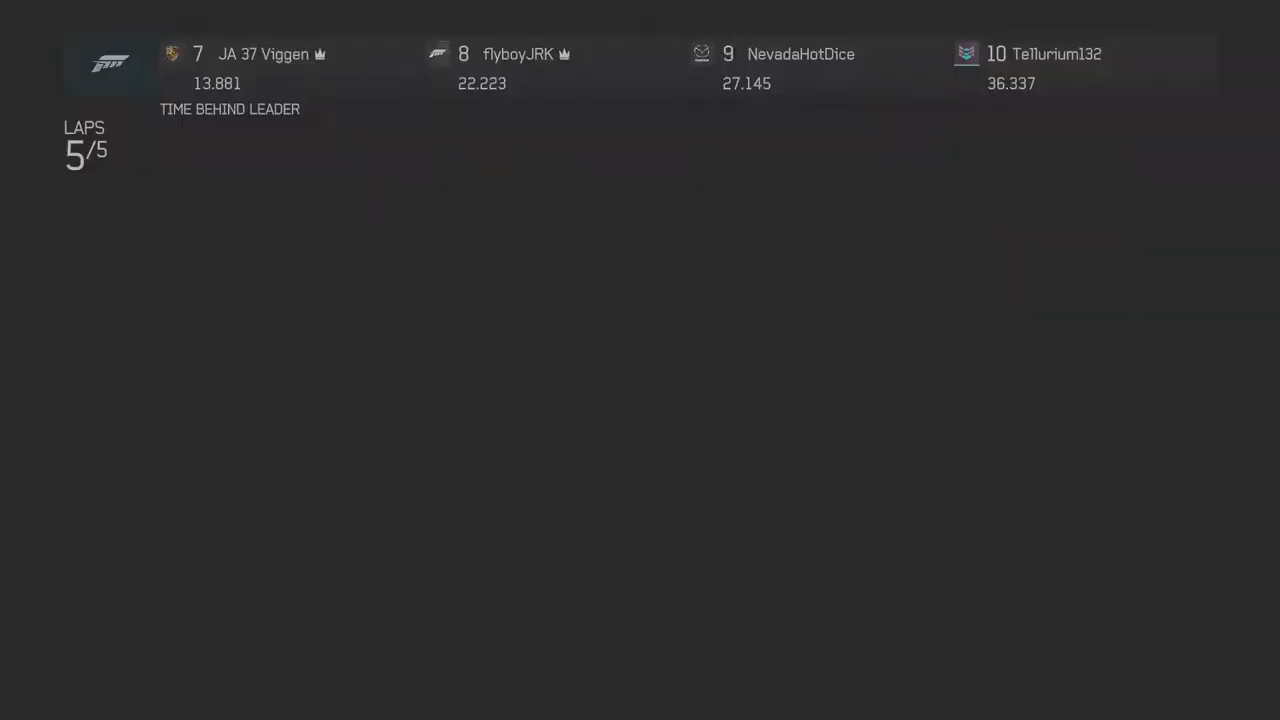 7 JA 37 Viggen
13.881
8 flyboyJRK
22.223
9 NevadaHotDice
27.145
10 Tellurium132
36.337
TIME BEHIND LEADER
LAPS
5/5